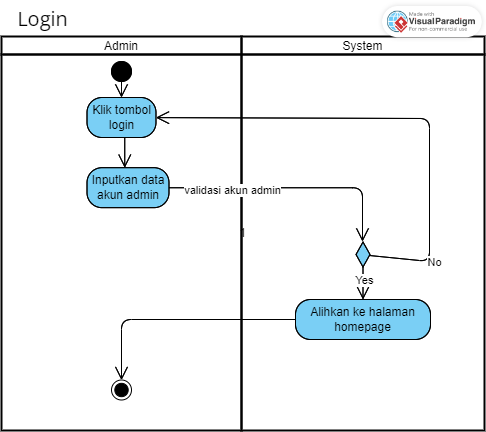 Login
Made with
Visual Paradigm
For non-commercial use
Admin
System
Klik tombol
login
Inputkan data
akun admin
validasi akun admin
No
Yes
Alihkan ke halaman
homepage